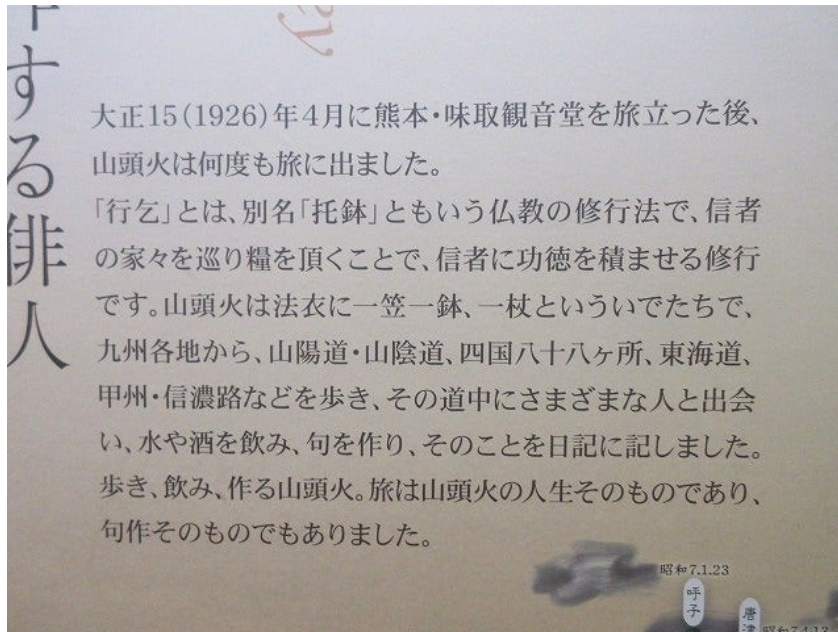 する俳人
ey
大正15(1926)年4月に熊本・味取観音堂を旅立った後、
山頭火は何度も旅に出ました。
「行乞」とは、別名「托鉢」ともいう仏教の修行法で、信者
の家々を巡り糧を頂くことで、信者に功徳を積ませる修行
です。山頭火は法衣に一笠一鉢、一杖といういでたちで、
九州各地から、山陽道・山陰道、四国八十八ヶ所、東海道、
甲州・信濃路などを歩き、その道中にさまざまな人と出会
い、水や酒を飲み、句を作り、そのことを日記に記しました。
歩き、飲み、作る山頭火。旅は山頭火の人生そのものであり、
句作そのものでもありました。
昭和7.1.23
呼子
唐津
昭和7.1.13